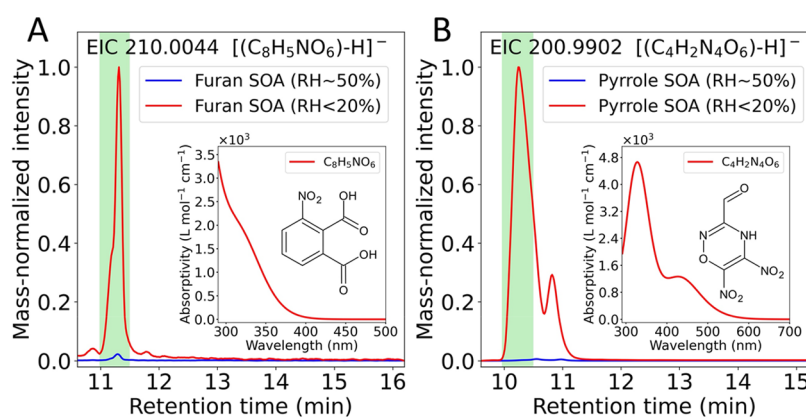 A
EIC 210.0044 [(C₈H₅NO₆)-H]⁻
Furan SOA (RH~50%)
Furan SOA (RH<20%)
Mass-normalized intensity
1.0
0.8
0.6
0.4
0.2
0.0
11
12
13
14
15
16
Retention time (min)
×10³
C₈H₅NO₆
Absorptivity (L mol⁻¹ cm⁻¹)
3.5
3.0
2.5
2.0
1.5
1.0
0.5
0.0
300
350
400
450
500
Wavelength (nm)
NO₂
OH
O
OH
O
B
EIC 200.9902 [(C₄H₂N₄O₆)-H]⁻
Pyrrole SOA (RH~50%)
Pyrrole SOA (RH<20%)
Mass-normalized intensity
1.0
0.8
0.6
0.4
0.2
0.0
10
11
12
13
14
15
Retention time (min)
×10³
C₄H₂N₄O₆
Absorptivity (L mol⁻¹ cm⁻¹)
4.8
4.0
3.2
2.4
1.6
0.8
0.0
300
400
500
600
700
Wavelength (nm)
O
N
NH
O
NO₂
NO₂